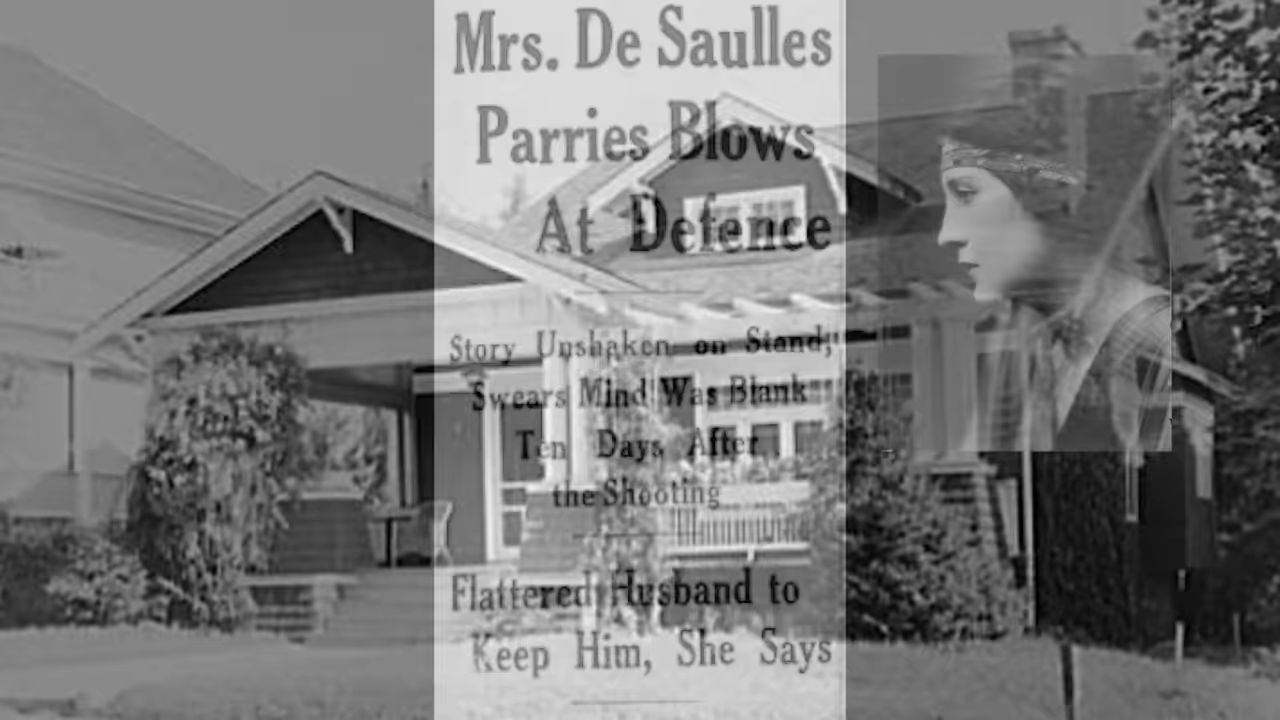 Mrs. De Saulles
Parries Blows
At Defence
Story Unshaken on Stand;
Swears Mind Was Blank
Ten Days After
the Shooting
Flattered Husband to
Keep Him, She Says